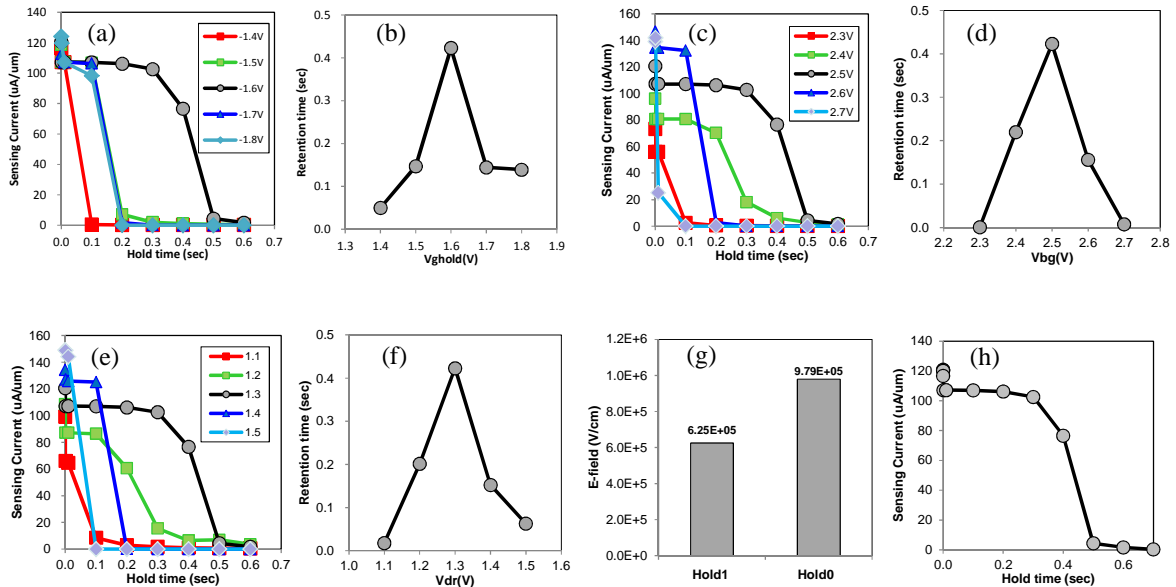 (a)
Sensing Current (uA/um)
140
120
100
80
60
40
20
0
0.0 0.1 0.2 0.3 0.4 0.5 0.6 0.7
Hold time (sec)
-1.4V
-1.5V
-1.6V
-1.7V
-1.8V
(b)
Retention time (sec)
0.5
0.4
0.3
0.2
0.1
0.0
1.3 1.4 1.5 1.6 1.7 1.8 1.9
Vghold(V)
(c)
Sensing Current (uA/um)
160
140
120
100
80
60
40
20
0
0.0 0.1 0.2 0.3 0.4 0.5 0.6 0.7
Hold time (sec)
2.3V
2.4V
2.5V
2.6V
2.7V
(d)
Retention time (sec)
0.5
0.4
0.3
0.2
0.1
0.0
2.2 2.3 2.4 2.5 2.6 2.7 2.8
Vbg(V)
(e)
Sensing Current (uA/um)
160
140
120
100
80
60
40
20
0
0.0 0.1 0.2 0.3 0.4 0.5 0.6 0.7
Hold time (sec)
1.1
1.2
1.3
1.4
1.5
(f)
Retention time (sec)
0.5
0.4
0.3
0.2
0.1
0.0
1.0 1.1 1.2 1.3 1.4 1.5 1.6
Vdr(V)
(g)
E-field (V/cm)
1.2E+6
1.0E+6
8.0E+5
6.0E+5
4.0E+5
2.0E+5
0.0E+0
6.25E+05
9.79E+05
Hold1 Hold0
(h)
Sensing Current (uA/um)
140
120
100
80
60
40
20
0
0.0 0.2 0.4 0.6
Hold time (sec)